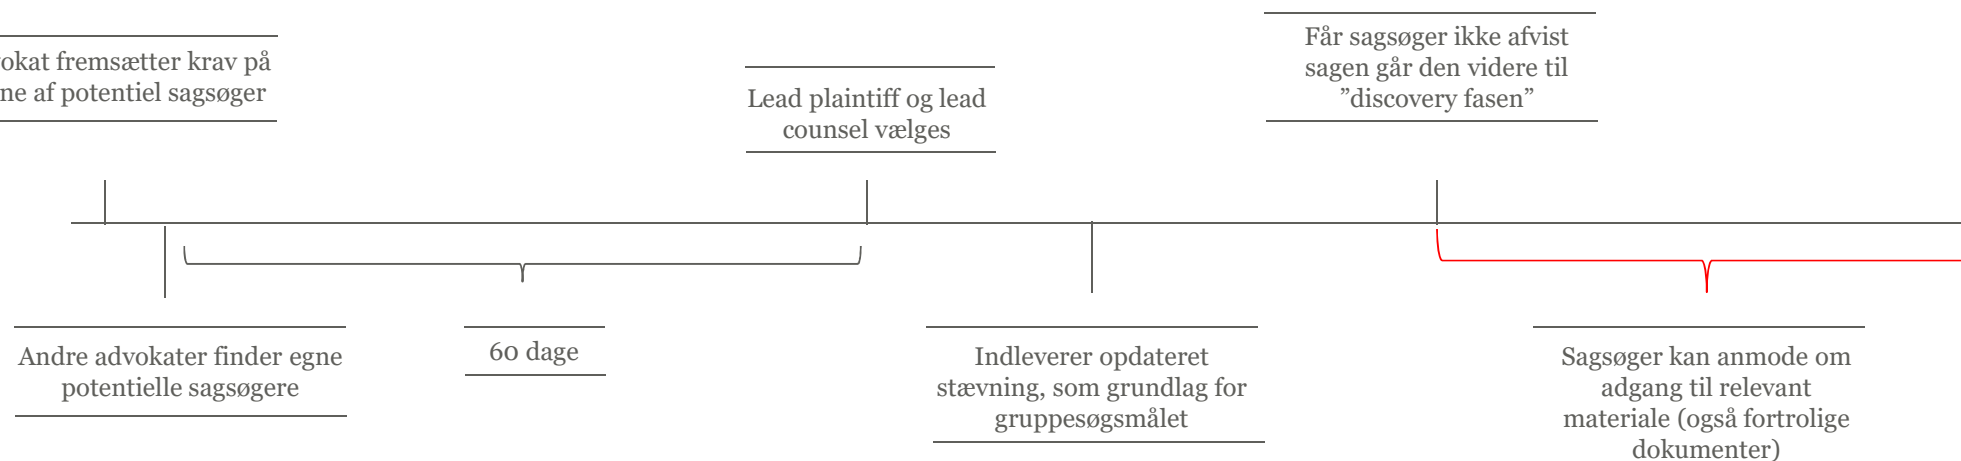 fremsætter krav på
af potentiel sagsøger
Andre advokater finder egne
potentielle sagsøgere
60 dage
Lead plaintiff og lead
counsel vælges
Indleverer opdateret
stævning, som grundlag for
gruppesøgsmålet
Får sagsøger ikke afvist
sagen går den videre til
”discovery fasen”
Sagsøger kan anmode om
adgang til relevant
materiale (også fortrolige
dokumenter)